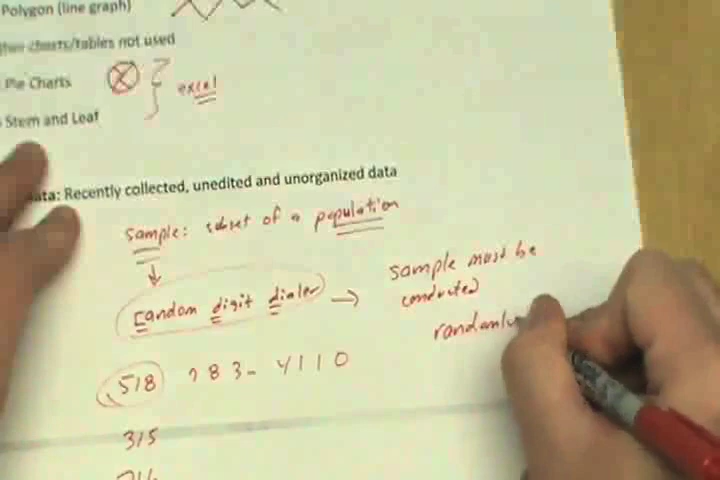 Polygon (line graph)
charts/tables not used
Pie Charts
excel
Stem and Leaf
Data: Recently collected, unedited and unorganized data
sample: subset of a population
random digit dialer → sample must be
conducted
randomly
518 783-4110
315